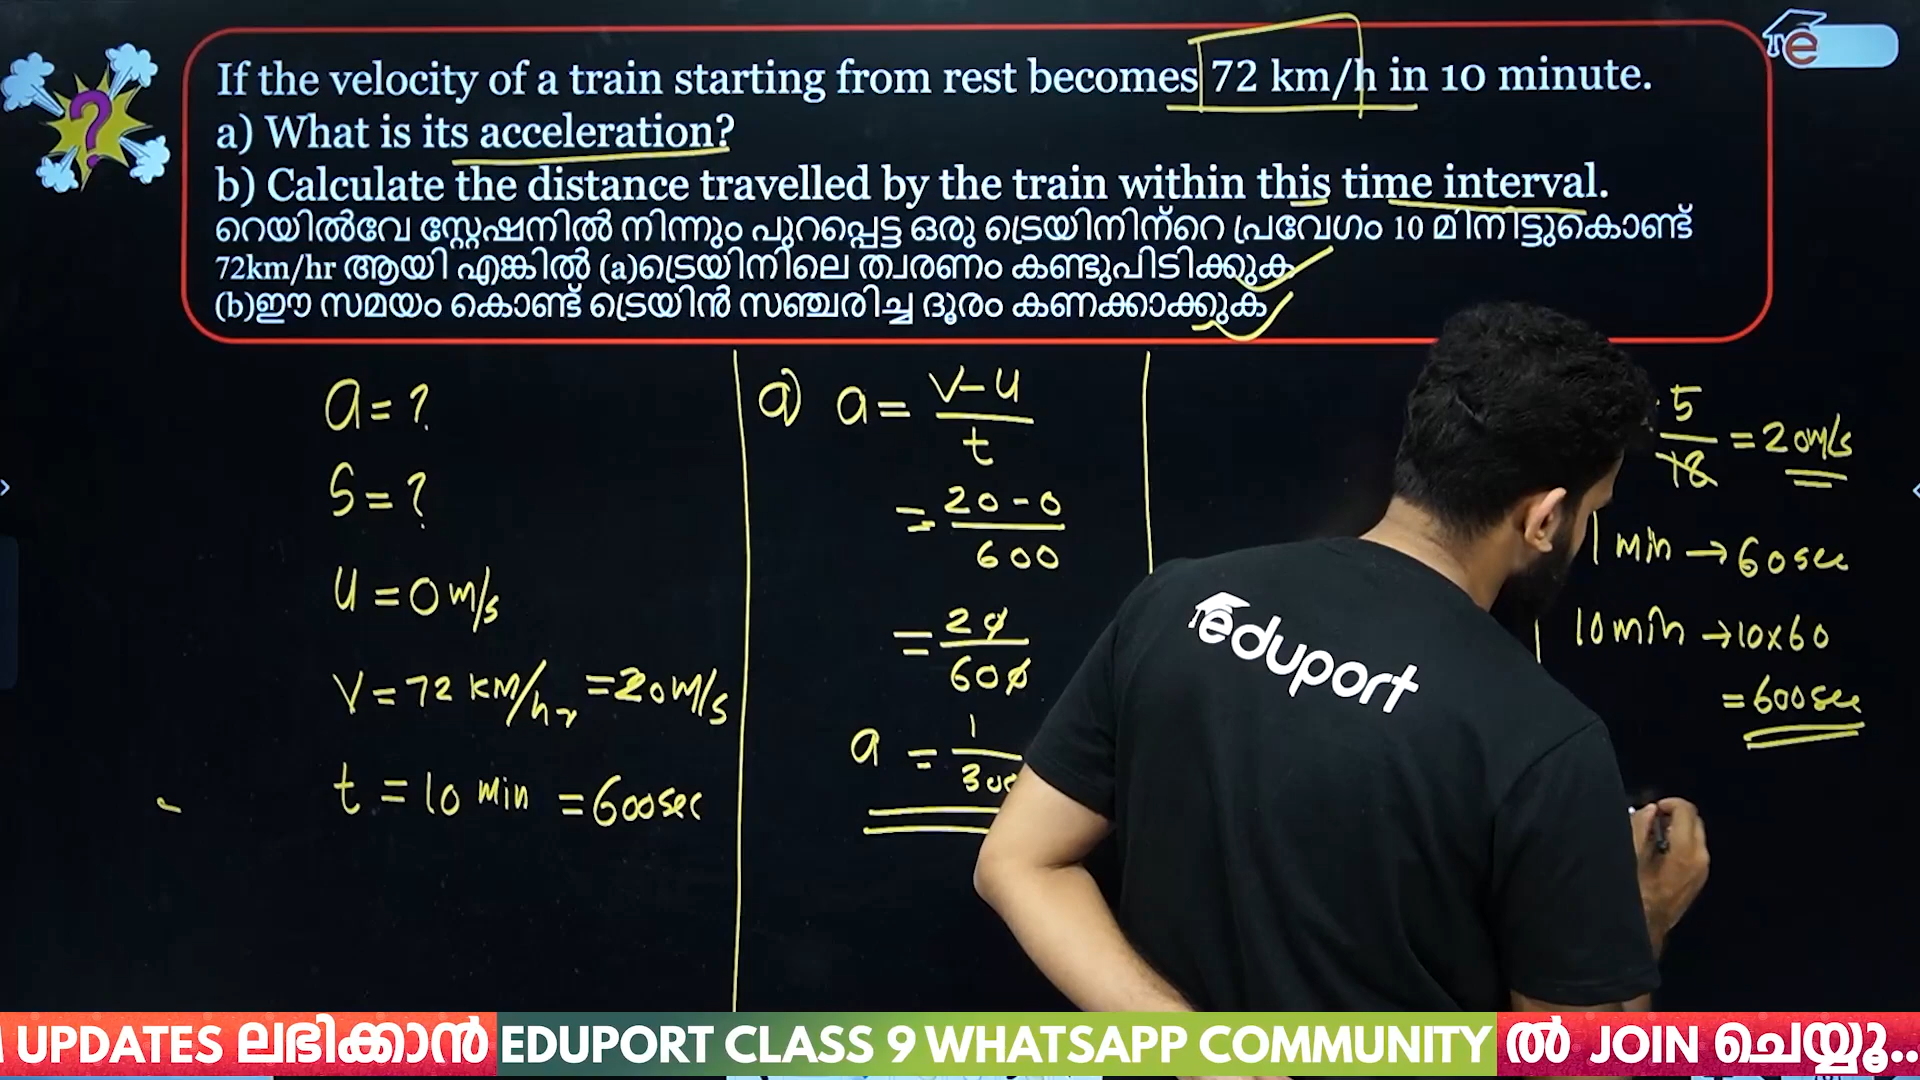 If the velocity of a train starting from rest becomes 72 km/h in 10 minute.
a) What is its acceleration?
b) Calculate the distance travelled by the train within this time interval.
റെയിൽവേ സ്റ്റേഷനിൽ നിന്നും പുറപ്പെട്ട ഒരു ട്രെയിനിന്റെ പ്രവേഗം 10 മിനിട്ടുകൊണ്ട്
72km/hr ആയി എങ്കിൽ (a)ട്രെയിനിലെ ത്വരണം കണ്ടുപിടിക്കുക
(b)ഈ സമയം കൊണ്ട് ട്രെയിൻ സഞ്ചരിച്ച ദൂരം കണക്കാക്കുക
a = ?
S = ?
u = 0 m/s
V = 72 KM/hr = 20 m/s
t = 10 min = 600 sec
a) a = V-u
t
= 20 - 0
600
= 20
600
a = 1
300
5
18 = 20 m/s
1 min → 60 sec
10 min → 10x60
= 600 sec
eduport
UPDATES ലഭിക്കാൻ EDUPORT CLASS 9 WHATSAPP COMMUNITY ൽ JOIN ചെയ്യൂ..